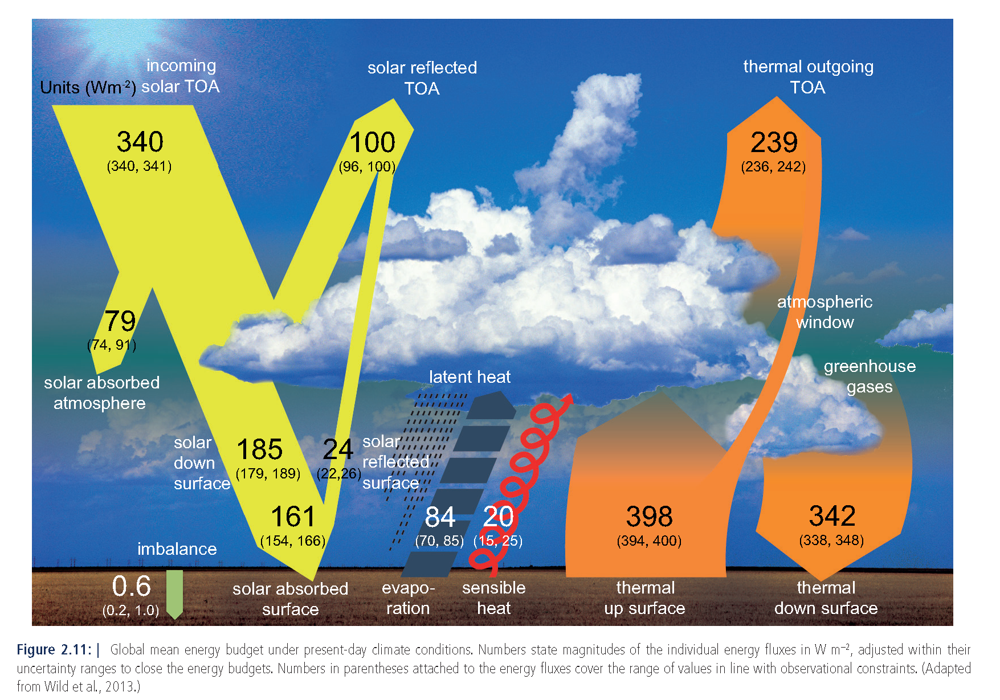 incoming
Units (Wm-2) solar TOA
340
(340, 341)
solar reflected
TOA
100
(96, 100)
thermal outgoing
TOA
239
(236, 242)
79
(74, 91)
solar absorbed
atmosphere
atmospheric
window
greenhouse
gases
latent heat
solar
down
surface
185
(179, 189)
24
(22,26)
solar
reflected
surface
161
(154, 166)
84
(70, 85)
20
(15, 25)
398
(394, 400)
342
(338, 348)
imbalance
0.6
(0.2, 1.0)
solar absorbed
surface
evapo-
ration
sensible
heat
thermal
up surface
thermal
down surface
Figure 2.11: | Global mean energy budget under present-day climate conditions. Numbers state magnitudes of the individual energy fluxes in W m–2, adjusted within their
uncertainty ranges to close the energy budgets. Numbers in parentheses attached to the energy fluxes cover the range of values in line with observational constraints. (Adapted
from Wild et al., 2013.)